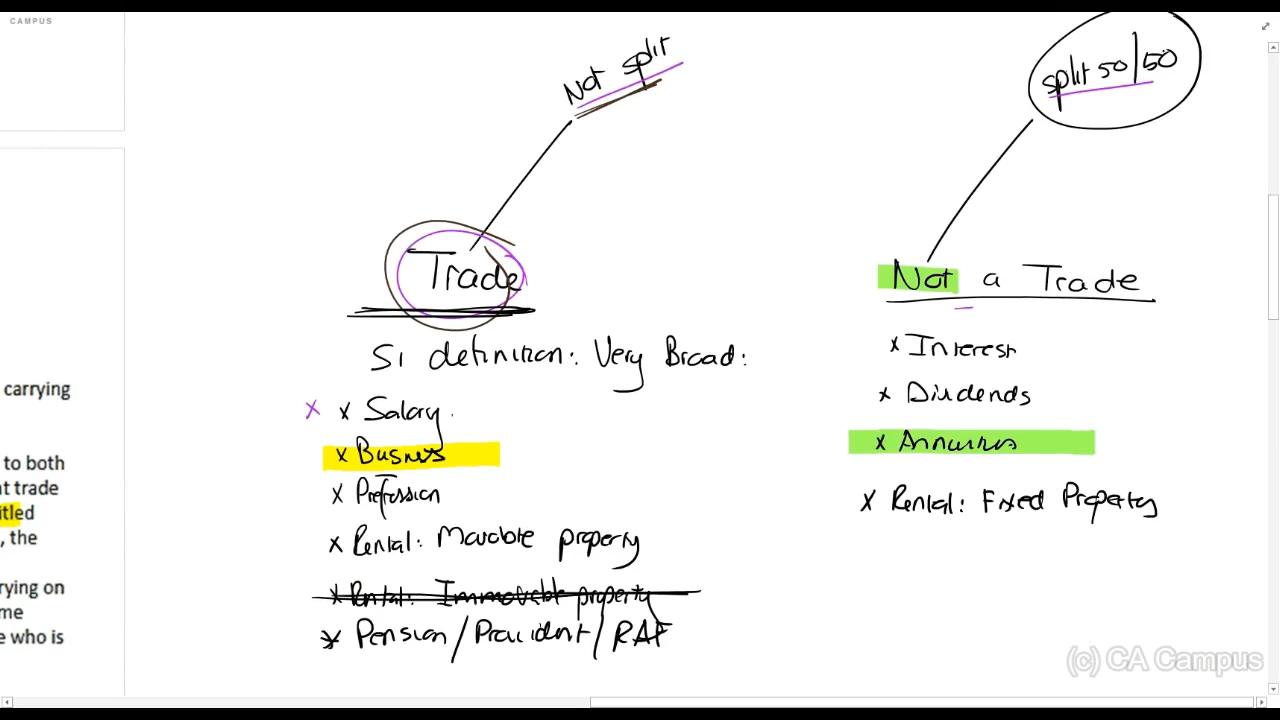 CAMPUS
Not split
split 50/50
Trade
Not a Trade
S1 definition: Very Broad:
x Interest
x Dividends
x Salary
x Business
x Annuities
x Profession
x Rental: Fixed Property
x Rental: Movable property
x Rental: Immovable property
x Pension/Provident/RAF
carrying
to both
t trade
itled
, the
rying on
me
e who is
(c) CA Campus